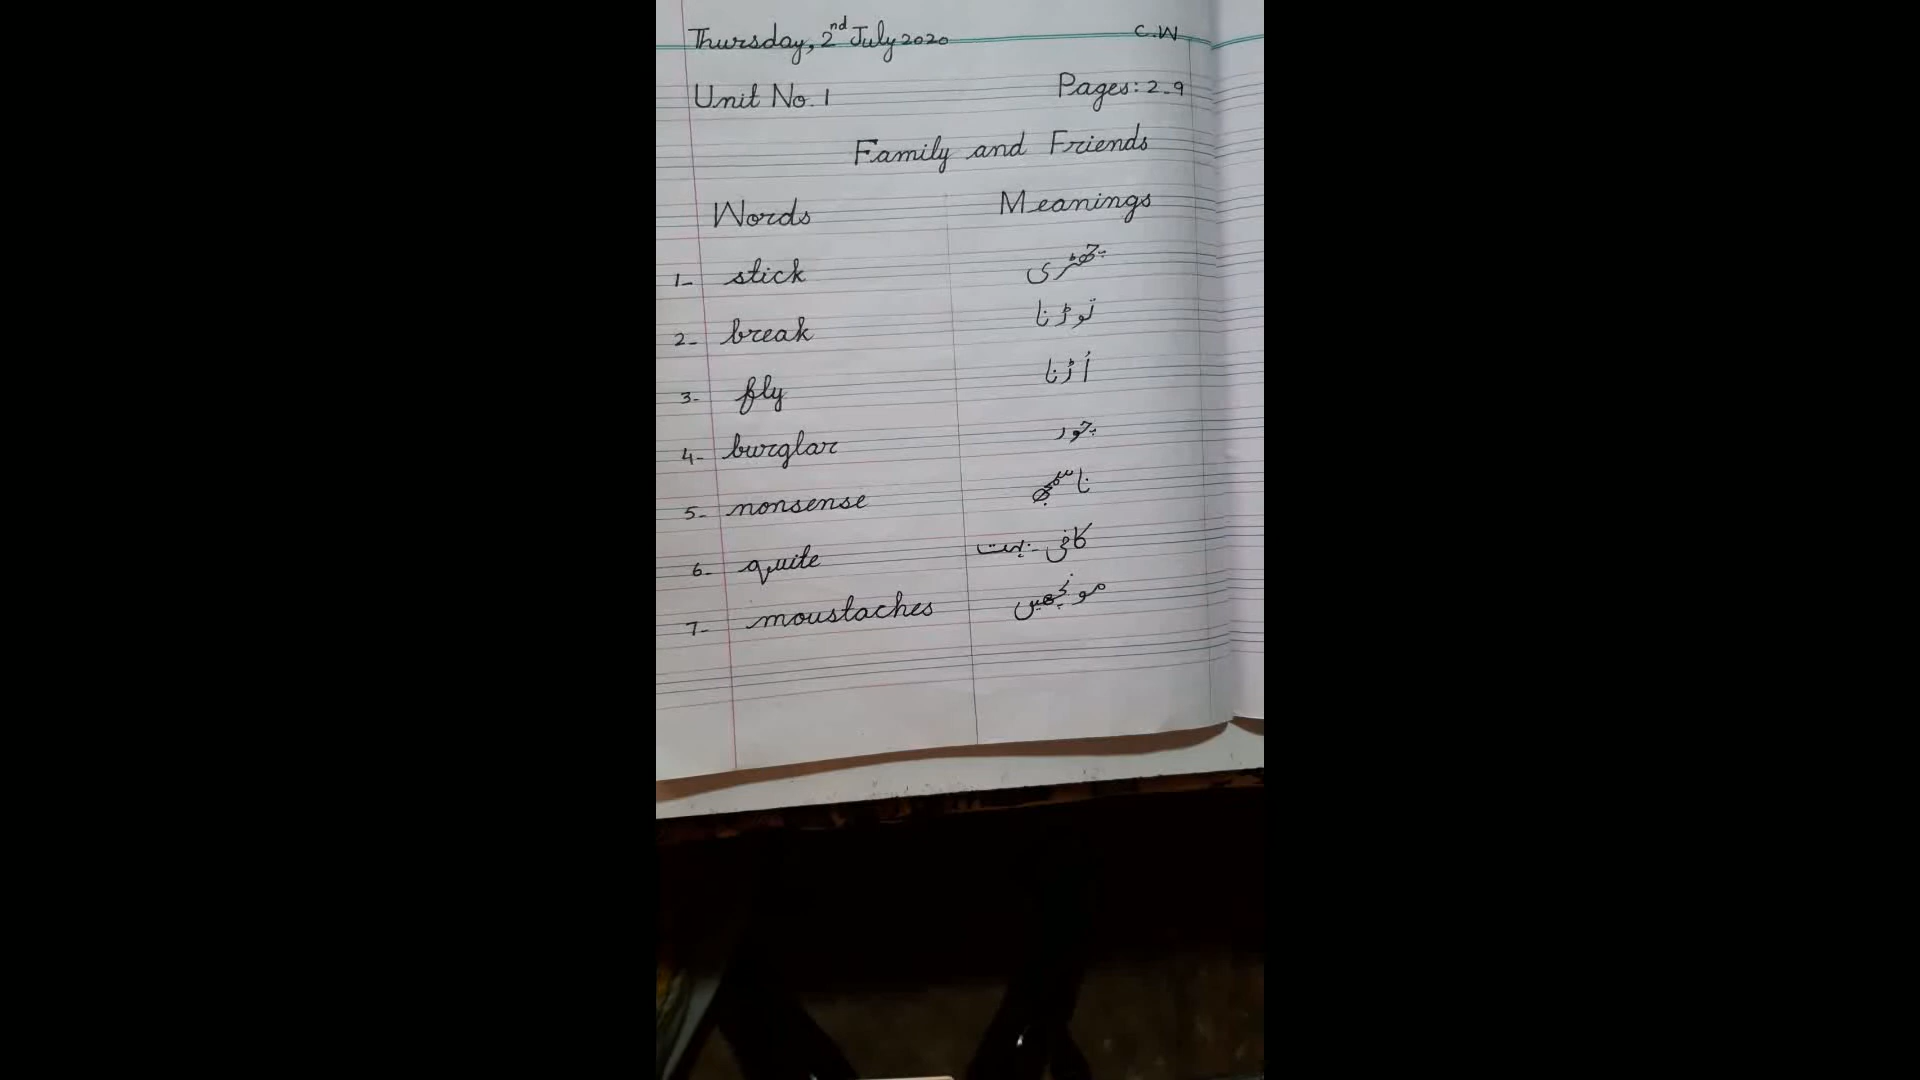 Thursday, 2nd July 2020 C.W
Unit No. 1 Pages: 2-9
Family and Friends
Words Meanings
1- stick چھڑی
2- break توڑنا
3- fly اُڑنا
4- burglar چور
5- nonsense ناسمجھ
6- quite کافی - بہت
7- moustaches مونچھیں